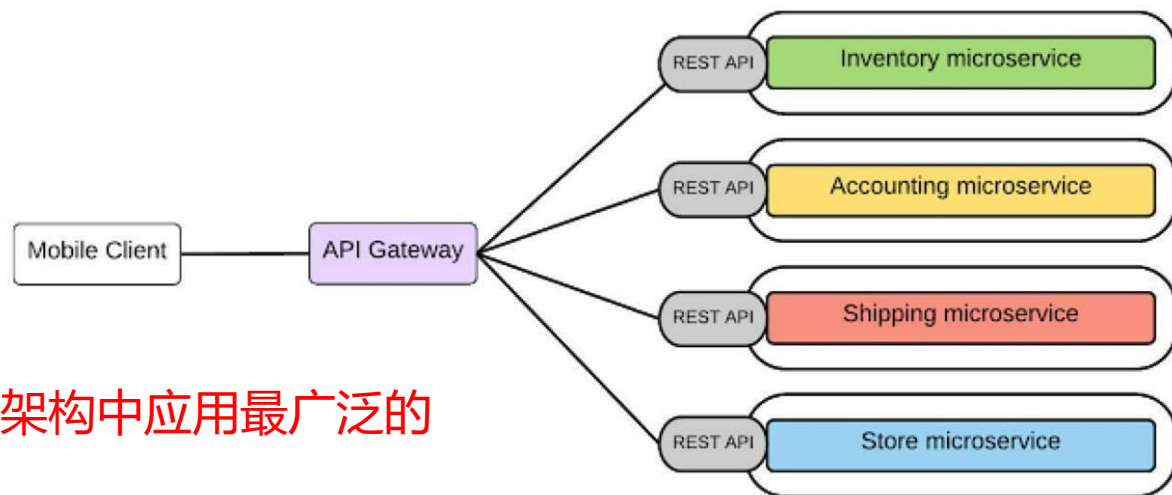 REST API
Inventory microservice
REST API
Accounting microservice
Mobile Client
API Gateway
REST API
Shipping microservice
架构中应用最广泛的
REST API
Store microservice